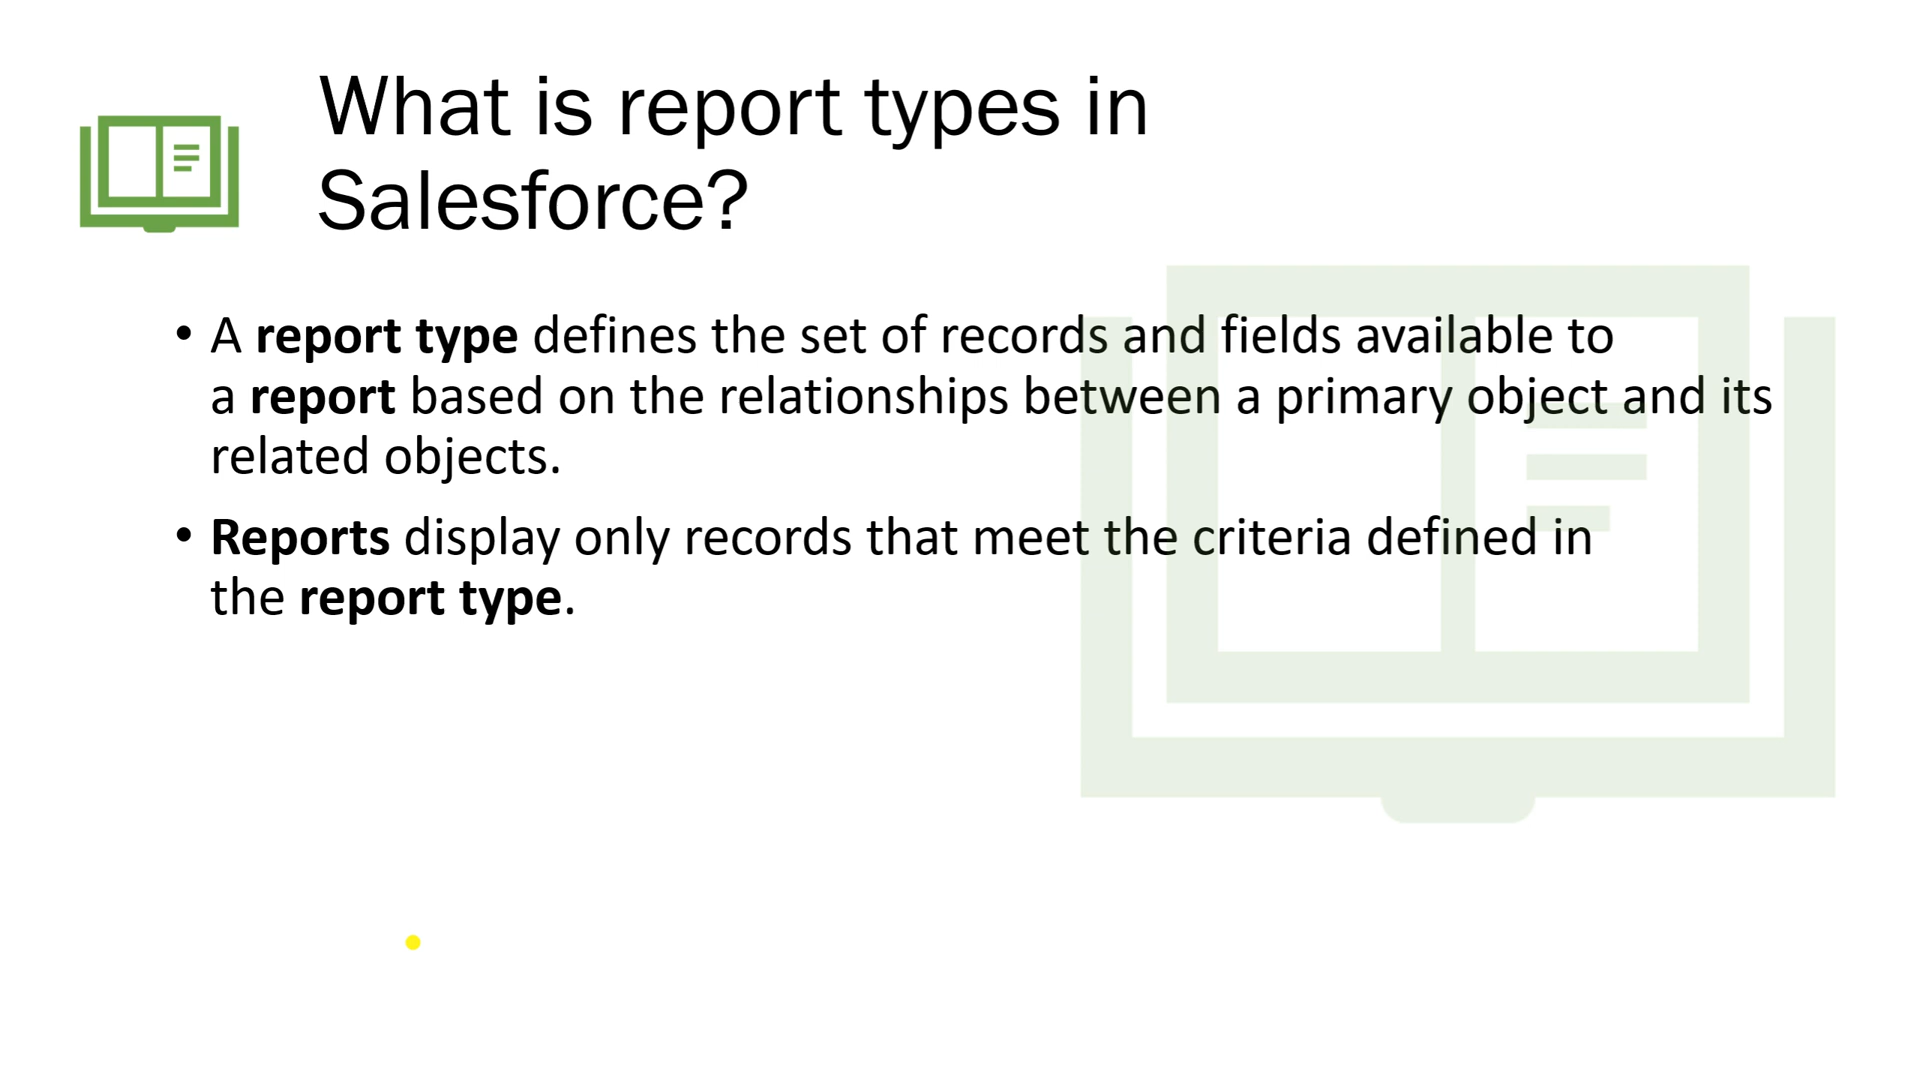 What is report types in
Salesforce?
• A report type defines the set of records and fields available to
a report based on the relationships between a primary object and its
related objects.
• Reports display only records that meet the criteria defined in
the report type.